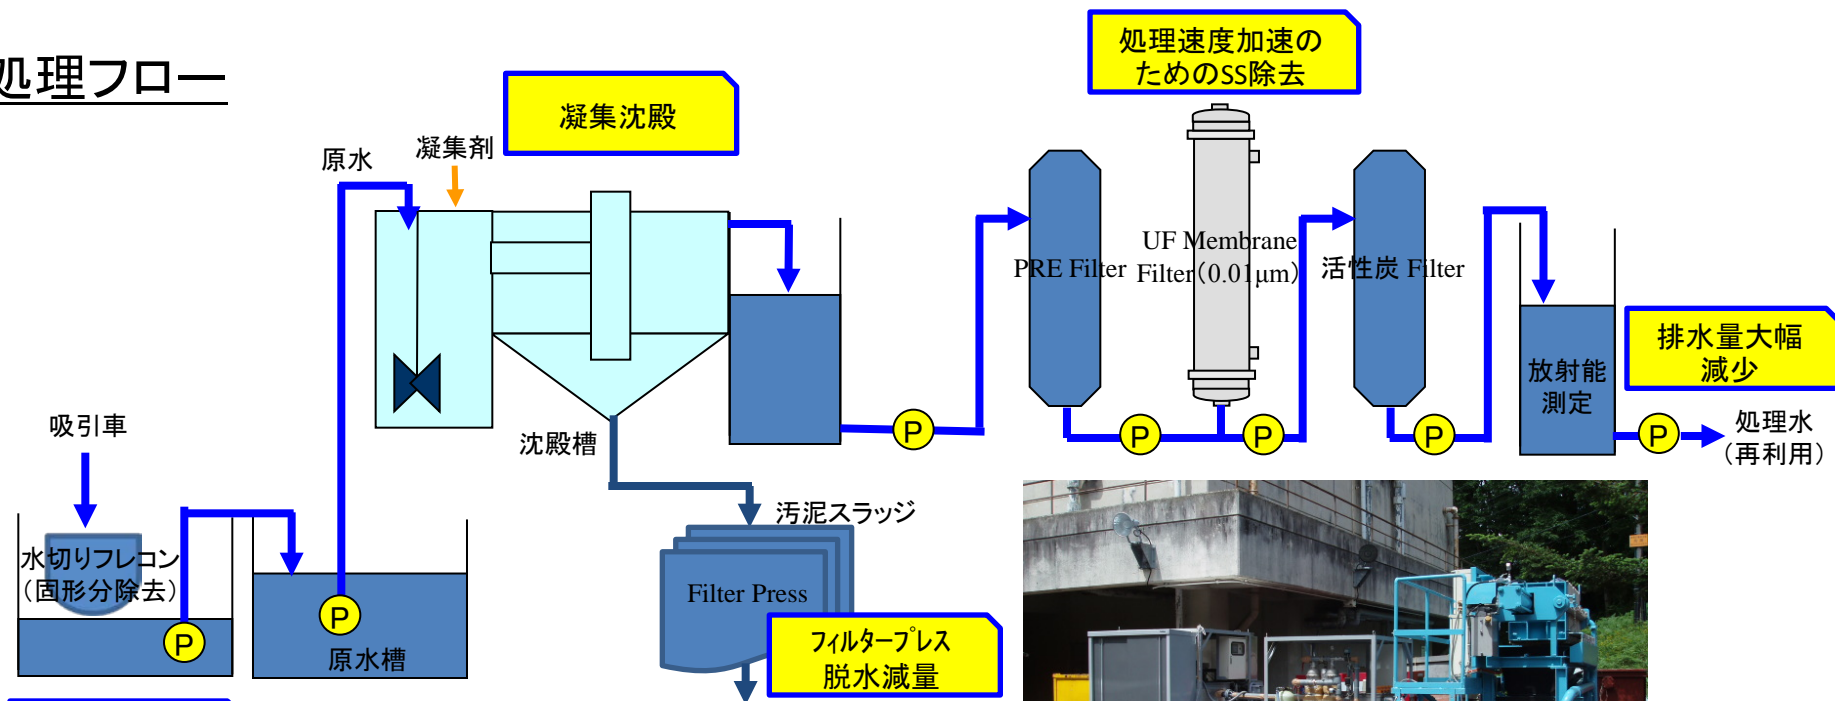 処理フロー
処理速度加速の
ためのSS除去
凝集沈殿
原水
凝集剤
PRE Filter
UF Membrane
Filter(0.01μm)
活性炭 Filter
排水量大幅
減少
放射能
測定
P
P
P
P
P
処理水
(再利用)
吸引車
沈殿槽
汚泥スラッジ
水切りフレコン
(固形分除去)
P
P
原水槽
Filter Press
フィルタープレス
脱水減量